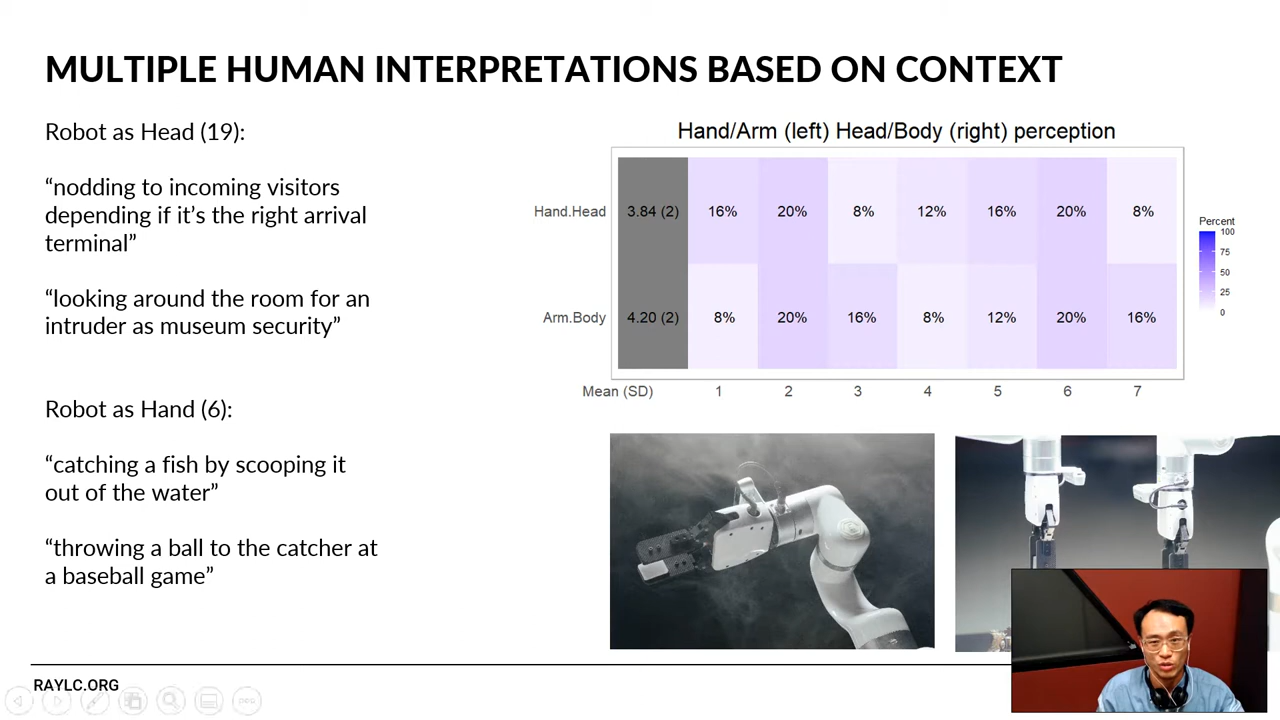 MULTIPLE HUMAN INTERPRETATIONS BASED ON CONTEXT
Robot as Head (19):
“nodding to incoming visitors
depending if it’s the right arrival
terminal”
“looking around the room for an
intruder as museum security”
Robot as Hand (6):
“catching a fish by scooping it
out of the water”
“throwing a ball to the catcher at
a baseball game”
Hand/Arm (left) Head/Body (right) perception
Hand.Head 3.84 (2) 16% 20% 8% 12% 16% 20% 8%
Arm.Body 4.20 (2) 8% 20% 16% 8% 12% 20% 16%
Mean (SD) 1 2 3 4 5 6 7
Percent
100
75
50
25
0
RAYLC.ORG